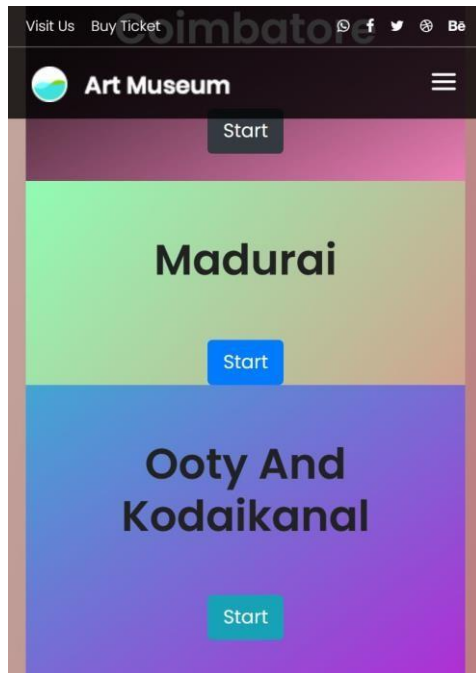 Visit Us Buy Ticket Bē
Coimbatore
Art Museum
Start
Madurai
Start
Ooty And
Kodaikanal
Start